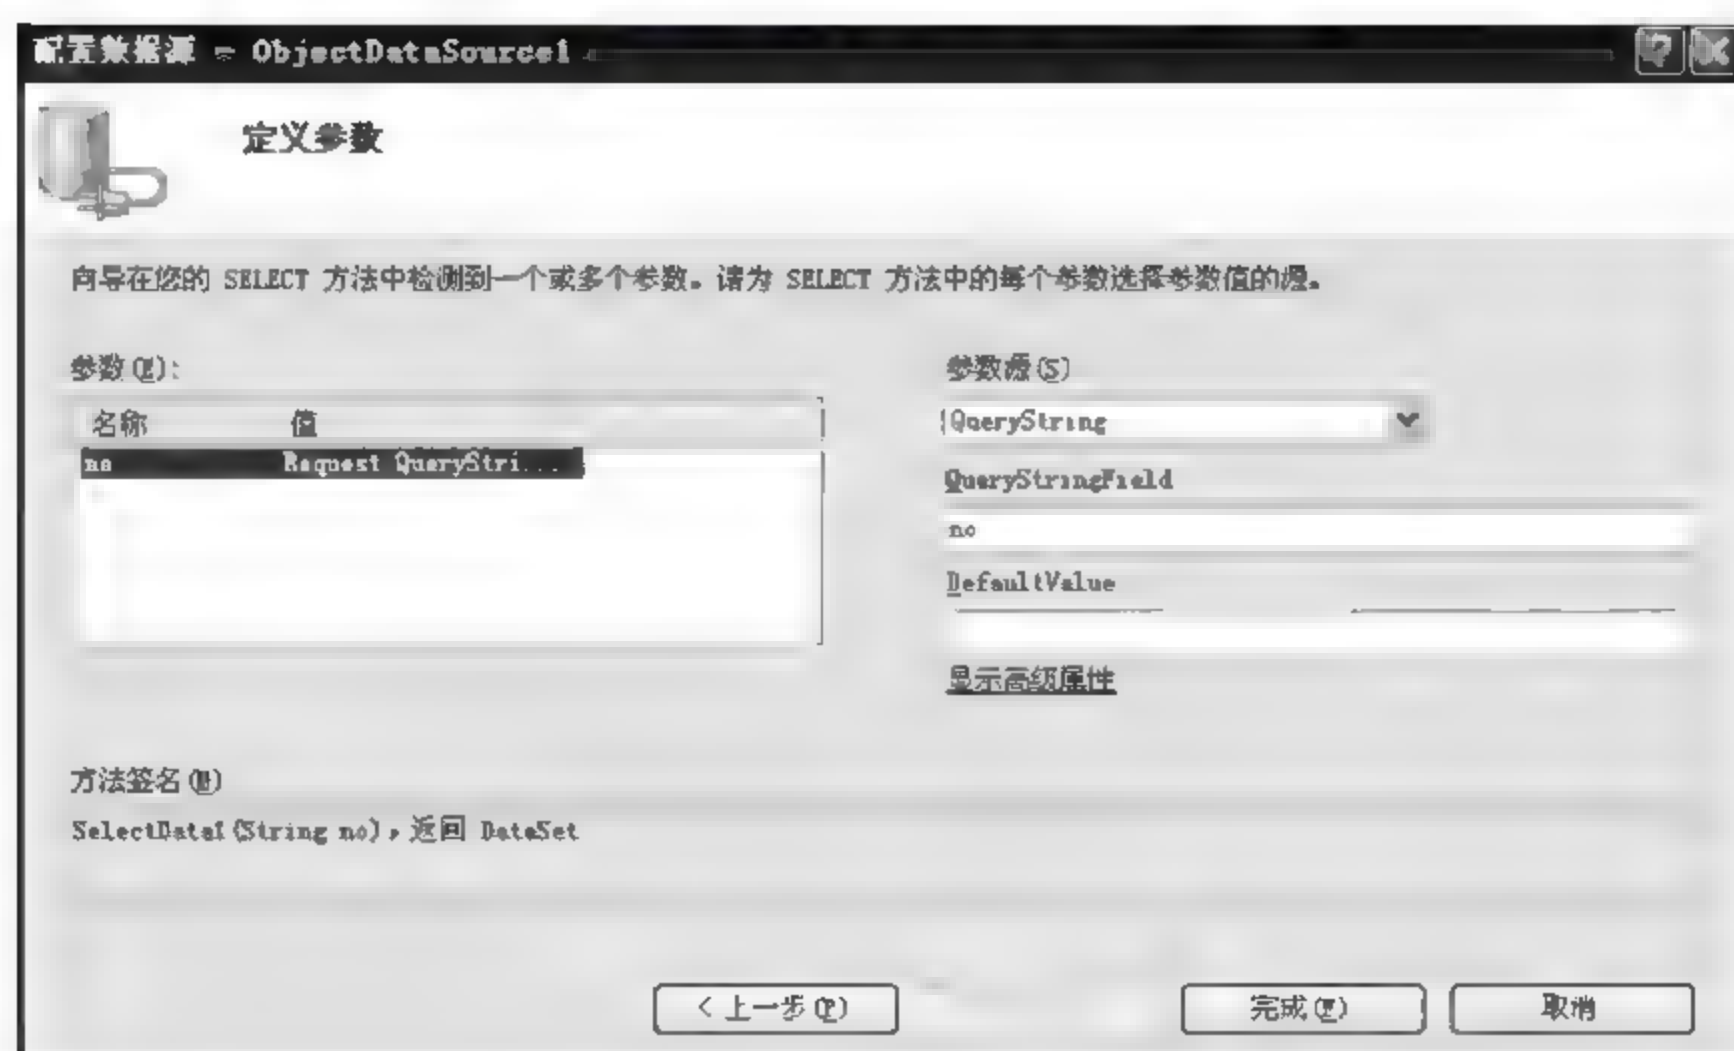 配置数据源 - ObjectDataSource1
定义参数
向导在您的 SELECT 方法中检测到一个或多个参数。请为 SELECT 方法中的每个参数选择参数值的源。
参数(E):
参数源(S)
名称 值
QueryString
no Request QueryStri...
QueryStringField
no
DefaultValue
显示高级属性
方法签名(M)
SelectData1(String no),返回 DataSet
< 上一步(P)
完成(F)
取消